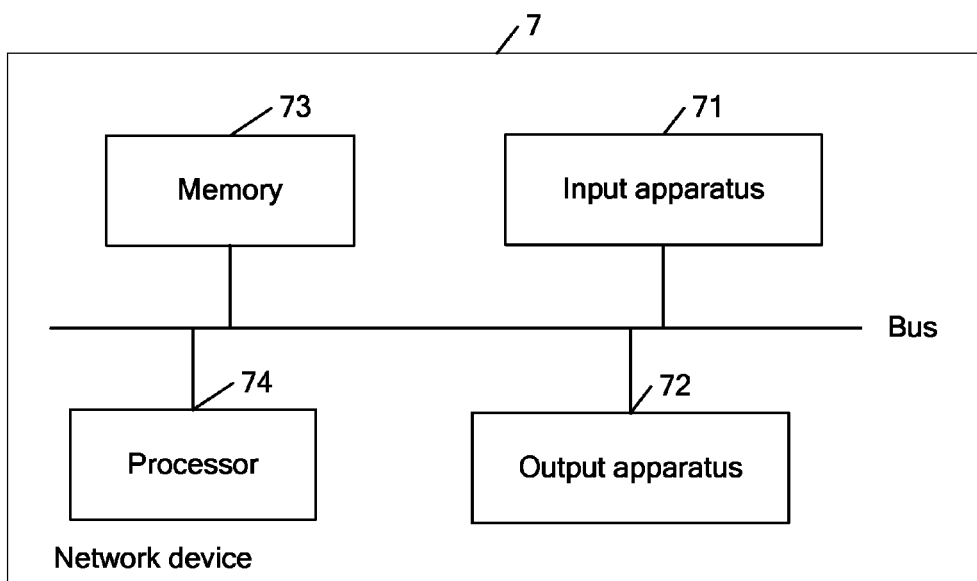 7
73
71
Memory
Input apparatus
Bus
74
72
Processor
Output apparatus
Network device